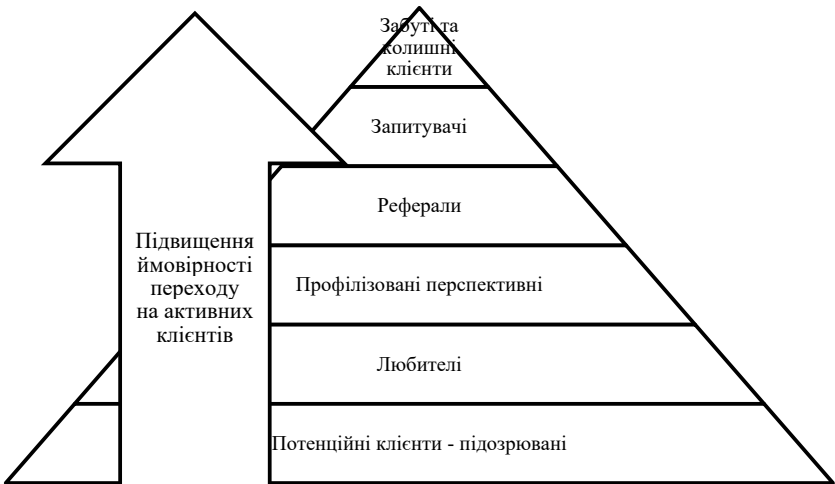 Забуті та
колишні
клієнти
Запитувачі
Реферали
Підвищення
ймовірності
переходу
на активних
клієнтів
Профілізовані перспективні
Любителі
Потенційні клієнти - підозрювані